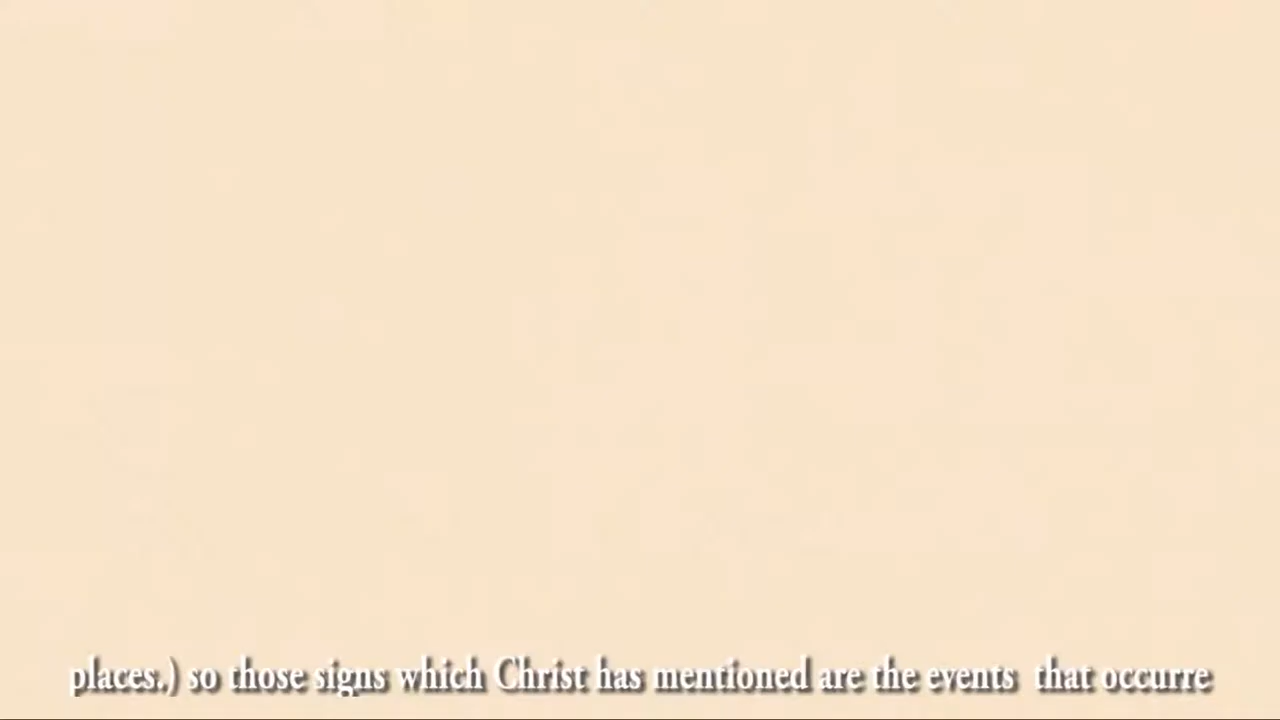 places.) so those signs which Christ has mentioned are the events  that occurre